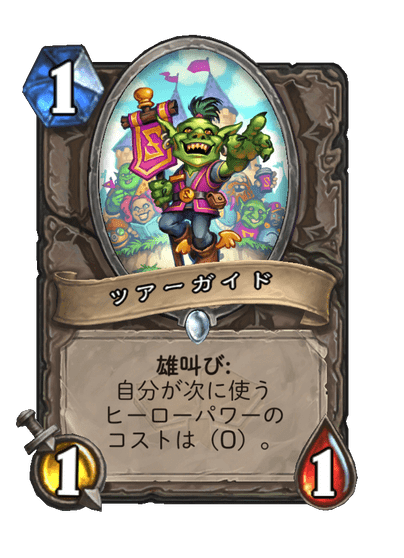 1
ツアーガイド
雄叫び:
自分が次に使う
ヒーローパワーの
コストは（0）。
1
1